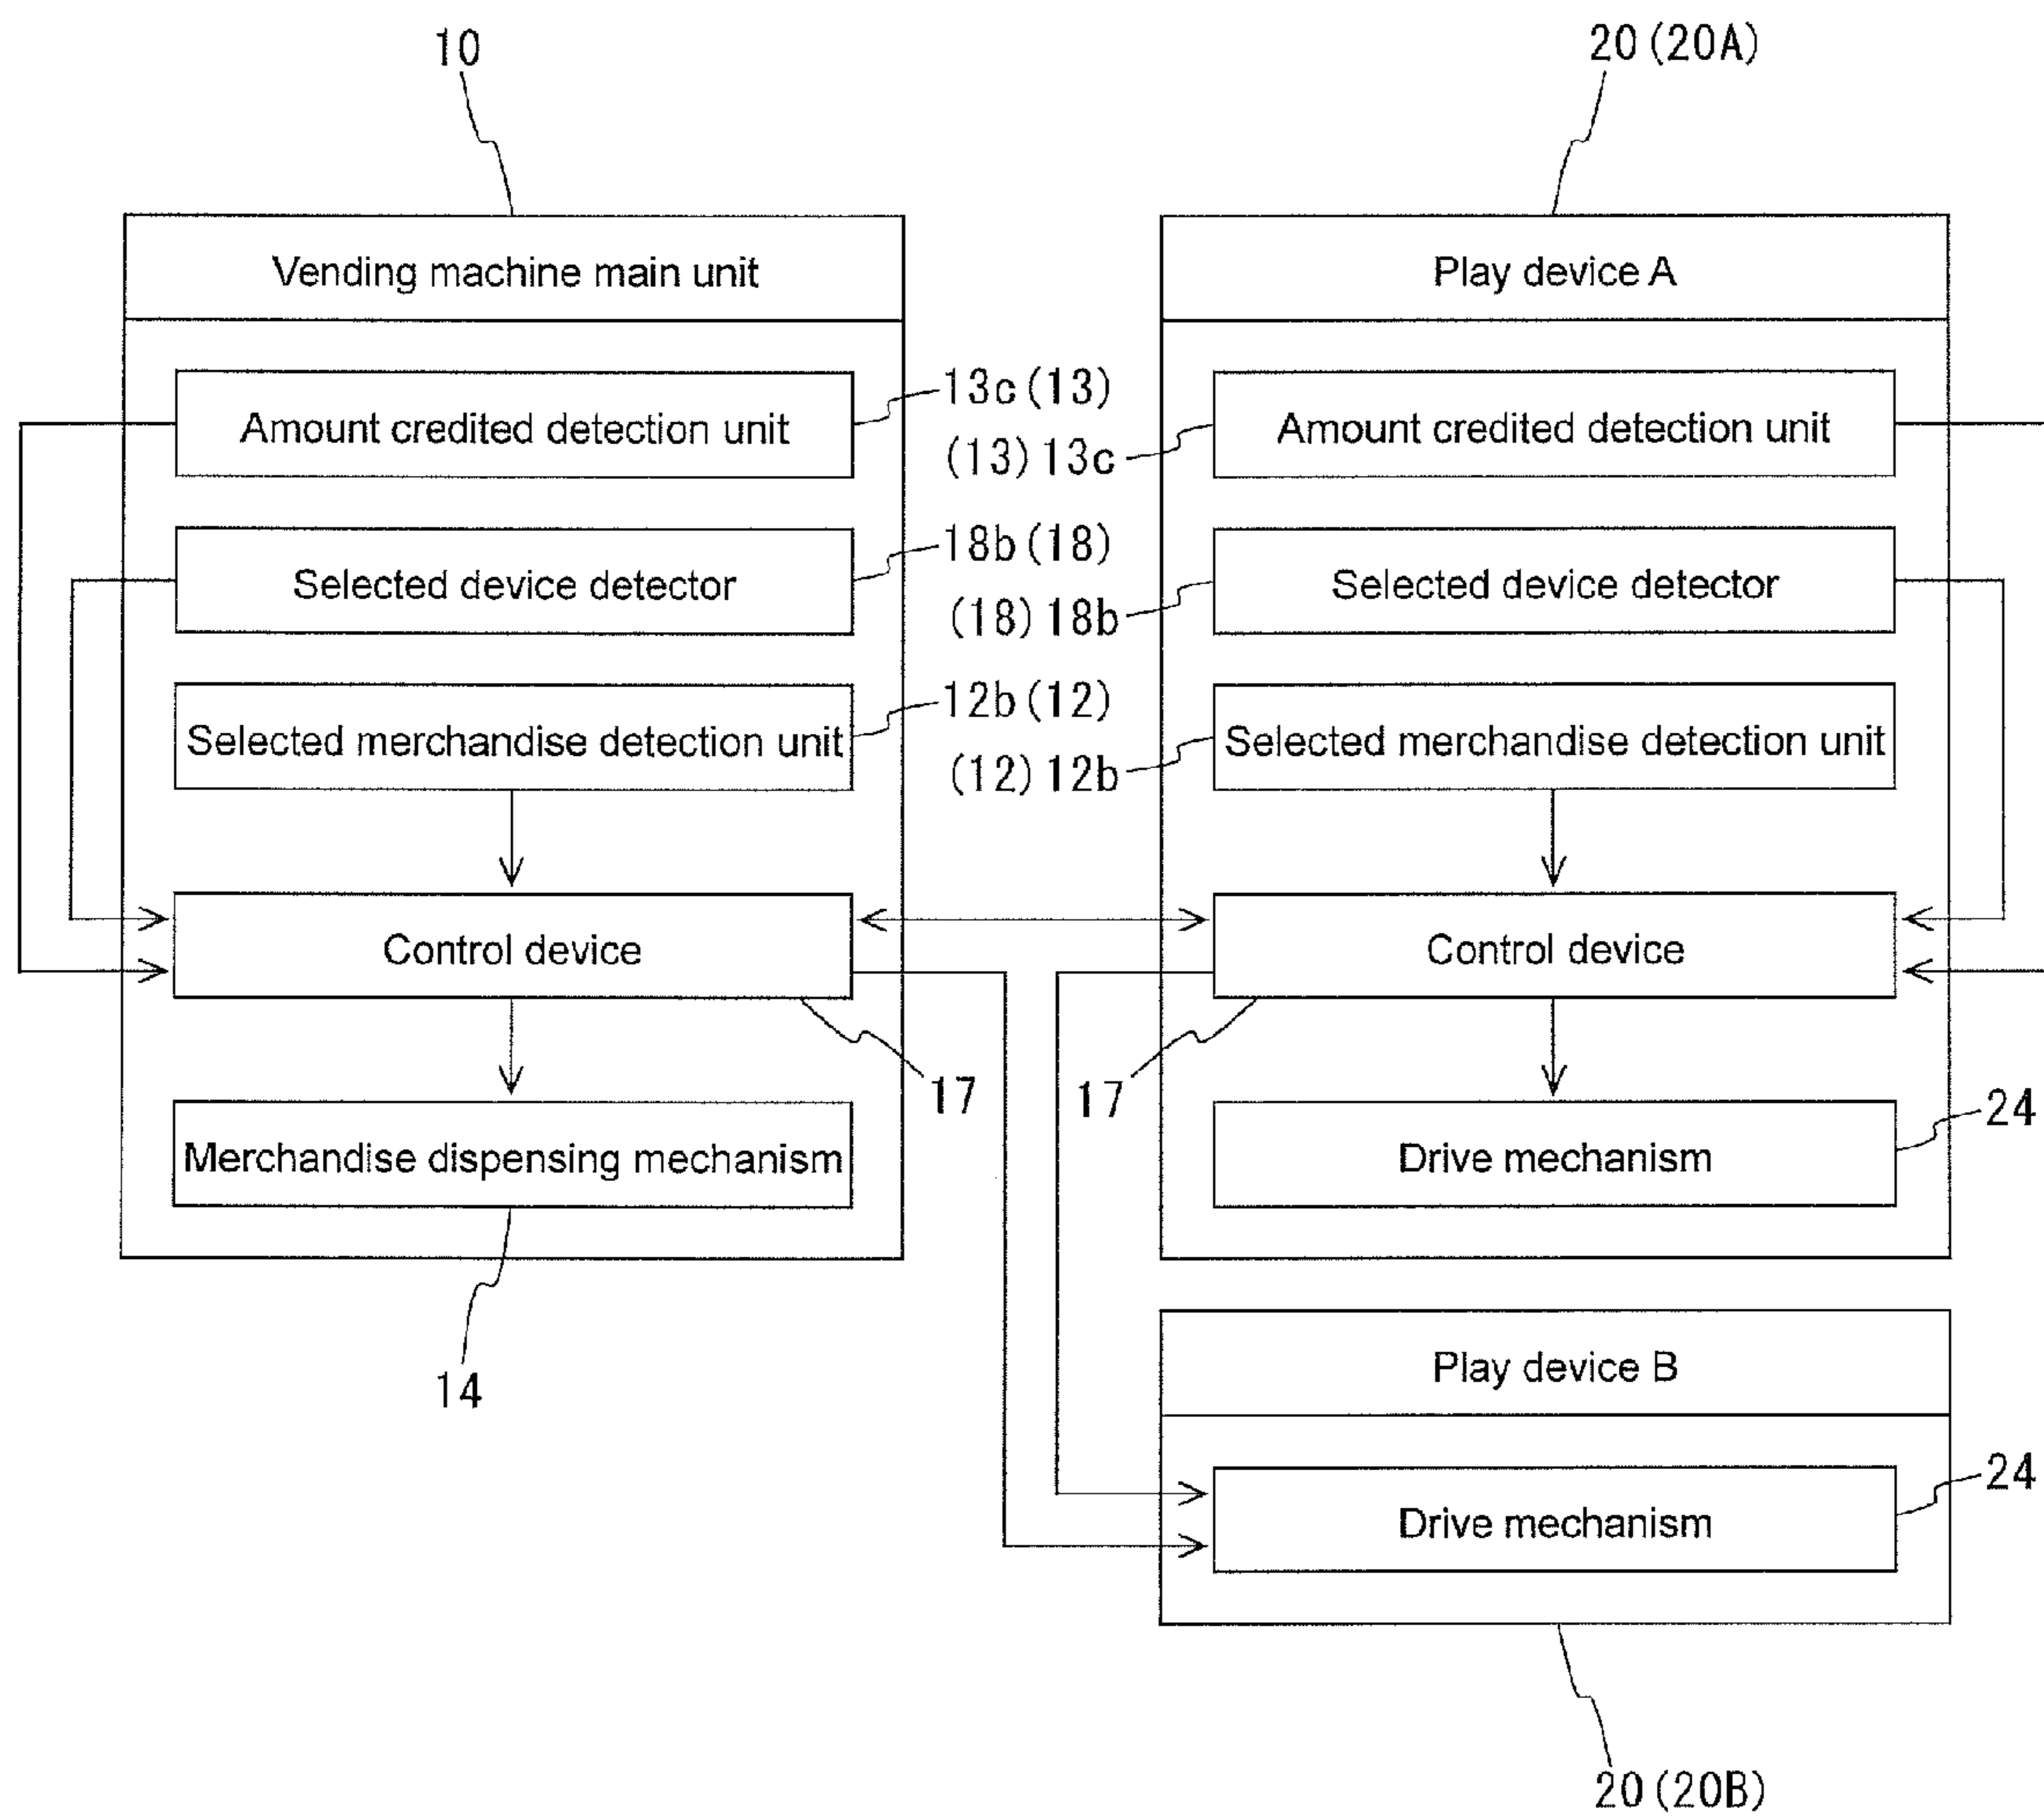 10
20(20A)
Vending machine main unit
Play device A
Amount credited detection unit
13c(13)
(13)13c
Amount credited detection unit
Selected device detector
18b(18)
(18)18b
Selected device detector
Selected merchandise detection unit
12b(12)
(12)12b
Selected merchandise detection unit
Control device
Control device
17
17
Merchandise dispensing mechanism
Drive mechanism
24
14
Play device B
Drive mechanism
24
20(20B)